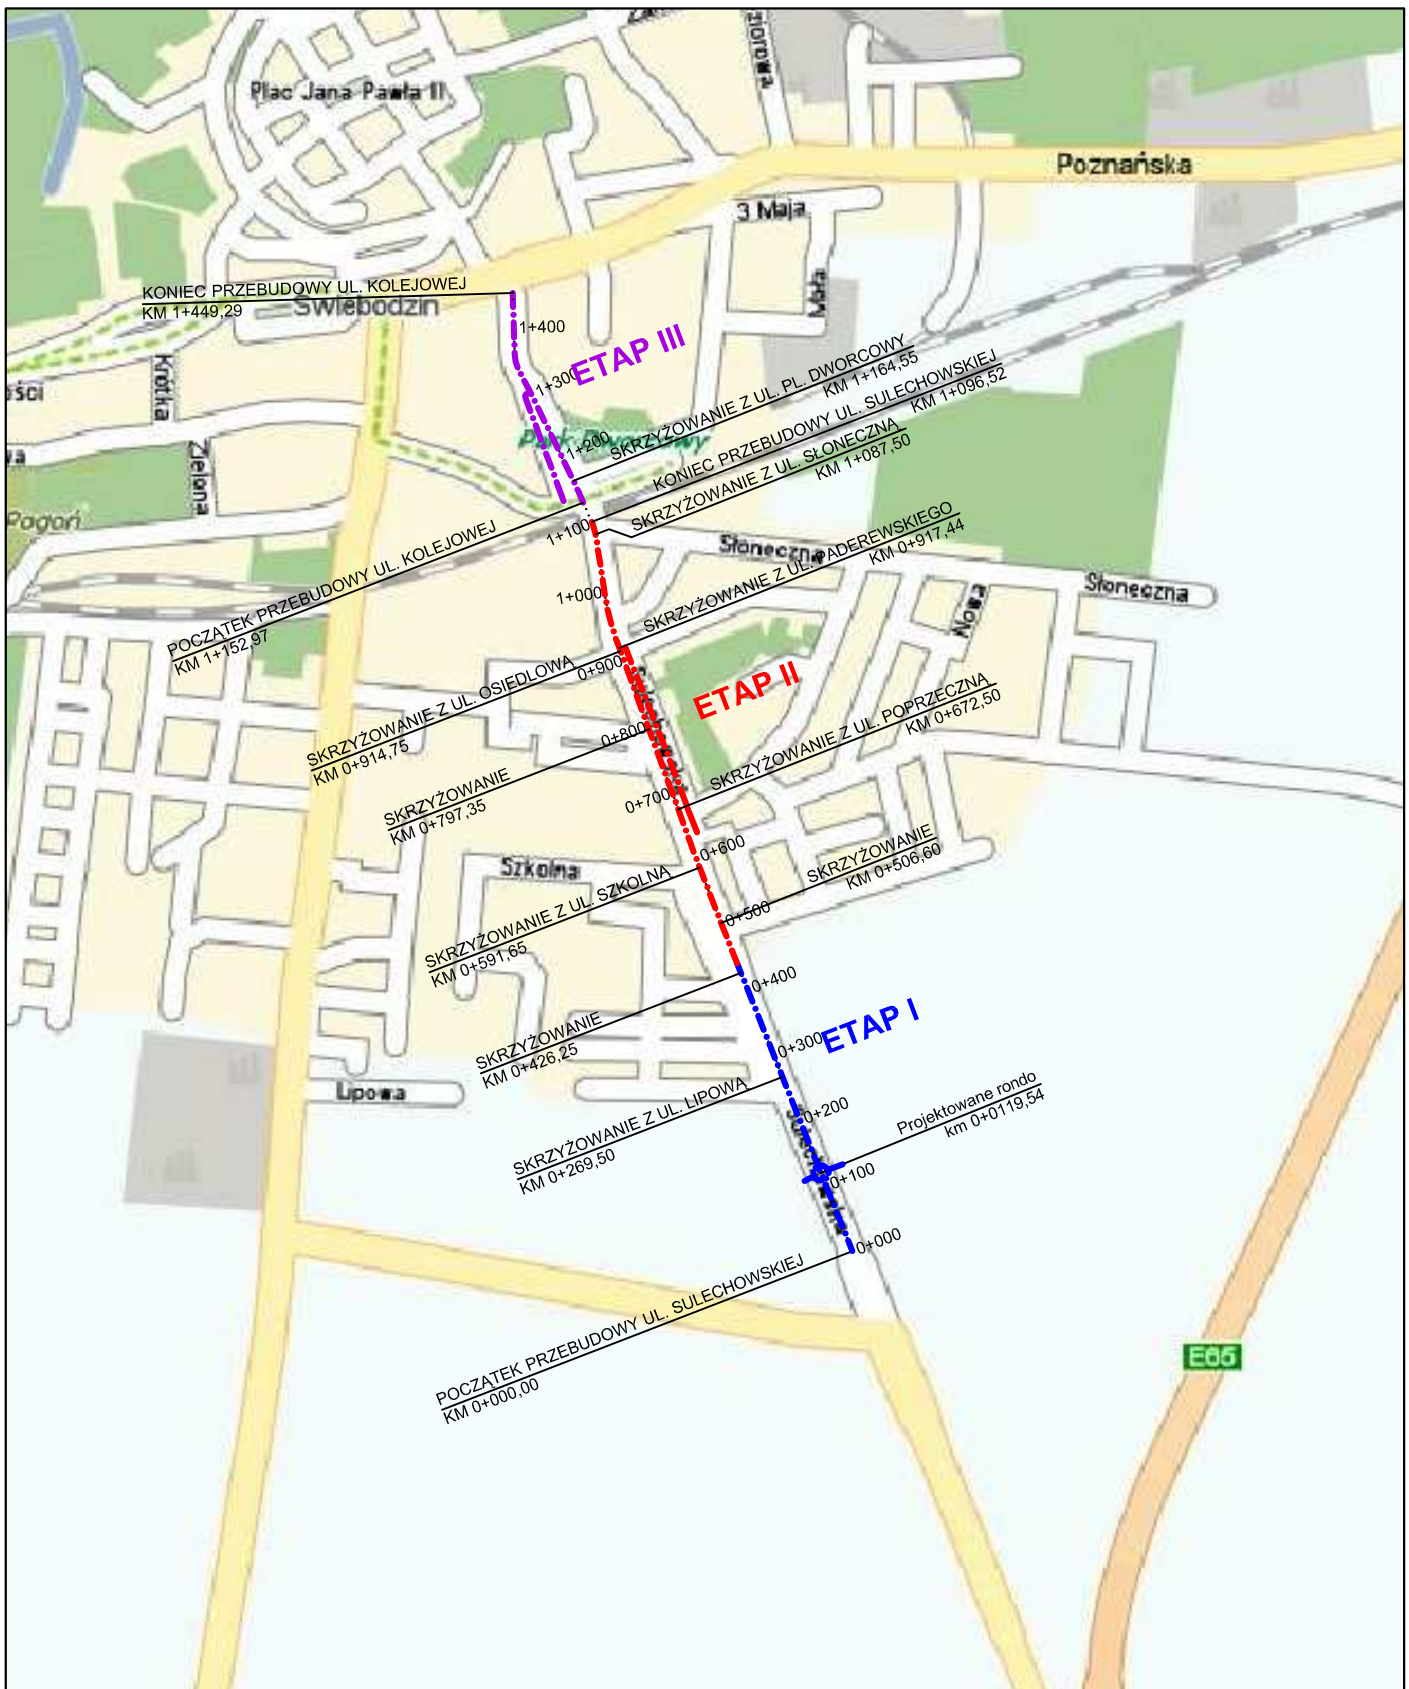 Plac Jana Pawła II
Poznańska
3 Maja
Mała
KONIEC PRZEBUDOWY UL. KOLEJOWEJ
KM 1+449,29
Świebodzin
1+400
ETAP III
1+300
SKRZYŻOWANIE Z UL. PL. DWORCOWY
KM 1+164,55
KONIEC PRZEBUDOWY UL. SULECHOWSKIEJ
KM 1+096,52
Krótka
Zielona
Park Dworcowy
1+200
SKRZYŻOWANIE Z UL. SŁONECZNĄ
KM 1+087,50
Pogoń
1+100
POCZĄTEK PRZEBUDOWY UL. KOLEJOWEJ
KM 1+152,97
Słoneczna
Słoneczna
SKRZYŻOWANIE Z UL. PADEREWSKIEGO
KM 0+917,44
Nowa
1+000
SKRZYŻOWANIE Z UL. OSIEDLOWĄ
KM 0+914,75
0+900
ETAP II
SKRZYŻOWANIE Z UL. POPRZECZNĄ
KM 0+672,50
0+800
SKRZYŻOWANIE
KM 0+797,35
0+700
0+600
SKRZYŻOWANIE
KM 0+506,60
Szkolna
SKRZYŻOWANIE Z UL. SZKOLNĄ
KM 0+591,65
0+500
0+400
SKRZYŻOWANIE
KM 0+426,25
ETAP I
0+300
Lipowa
SKRZYŻOWANIE Z UL. LIPOWĄ
KM 0+269,50
0+200
Projektowane rondo
km 0+0119,54
0+100
0+000
POCZĄTEK PRZEBUDOWY UL. SULECHOWSKIEJ
KM 0+000,00
E65